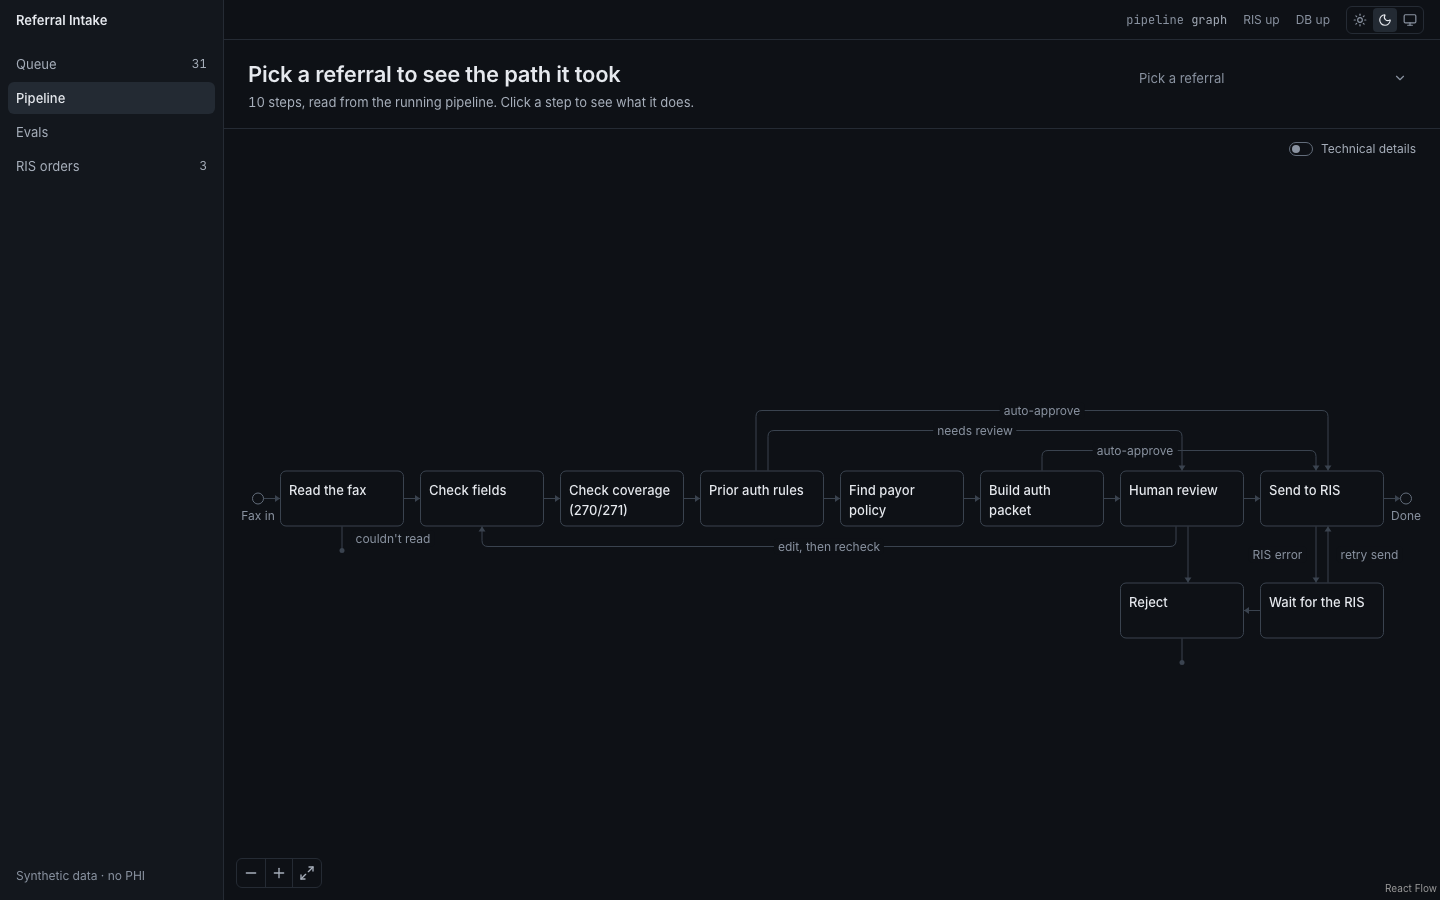 Referral Intake
pipeline graph
RIS up
DB up
Queue 31
Pipeline
Evals
RIS orders 3
Pick a referral to see the path it took
10 steps, read from the running pipeline. Click a step to see what it does.
Pick a referral
Technical details
auto-approve
needs review
auto-approve
Fax in
Read the fax
Check fields
Check coverage
(270/271)
Prior auth rules
Find payor
policy
Build auth
packet
Human review
Send to RIS
Done
couldn't read
edit, then recheck
RIS error
retry send
Reject
Wait for the RIS
Synthetic data · no PHI
React Flow